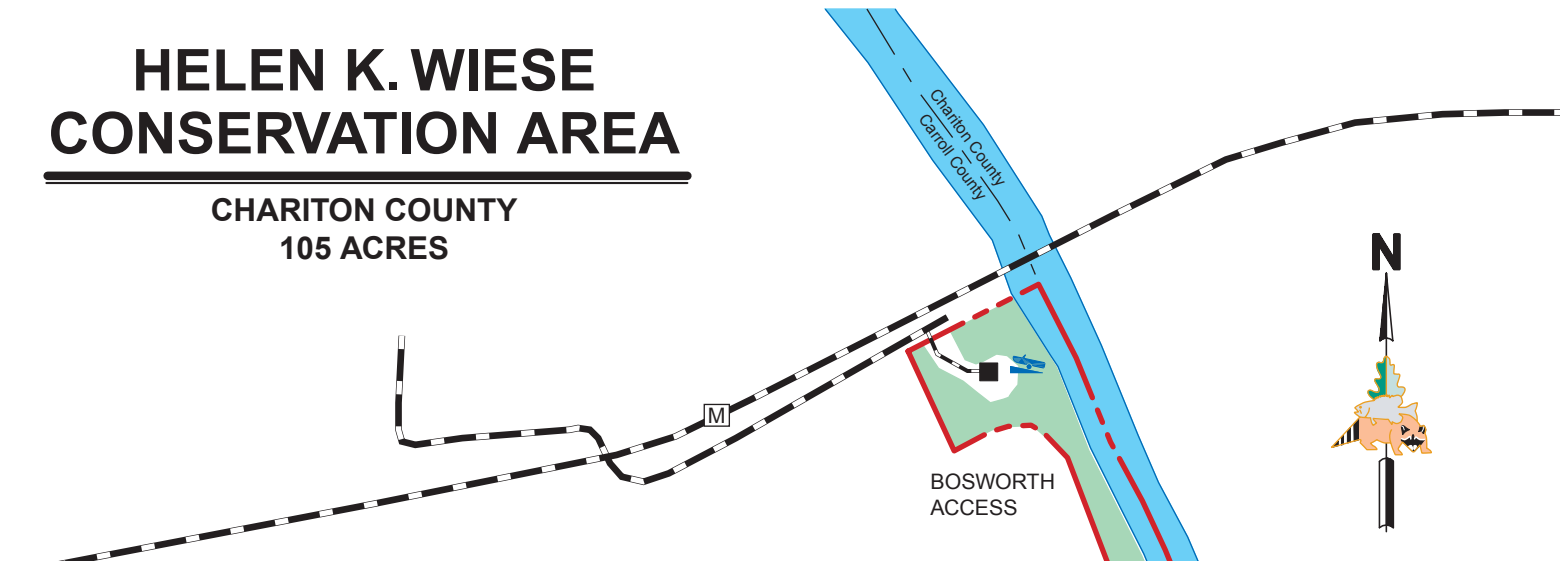 HELEN K. WIESE
CONSERVATION AREA
CHARITON COUNTY
105 ACRES
Chariton County
Carroll County
N
M
BOSWORTH
ACCESS